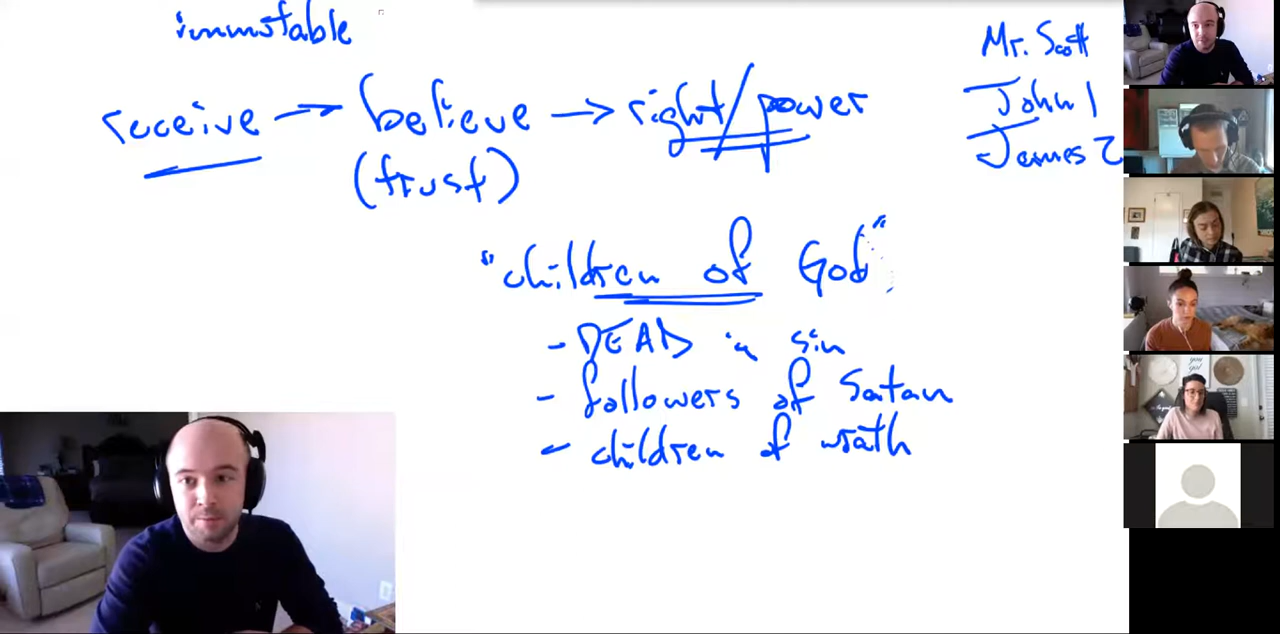 immutable
receive → believe → right/power
(trust)
"children of God"
- DEAD in sin
- followers of Satan
- children of wrath
Mr. Scott
John 1
James 2